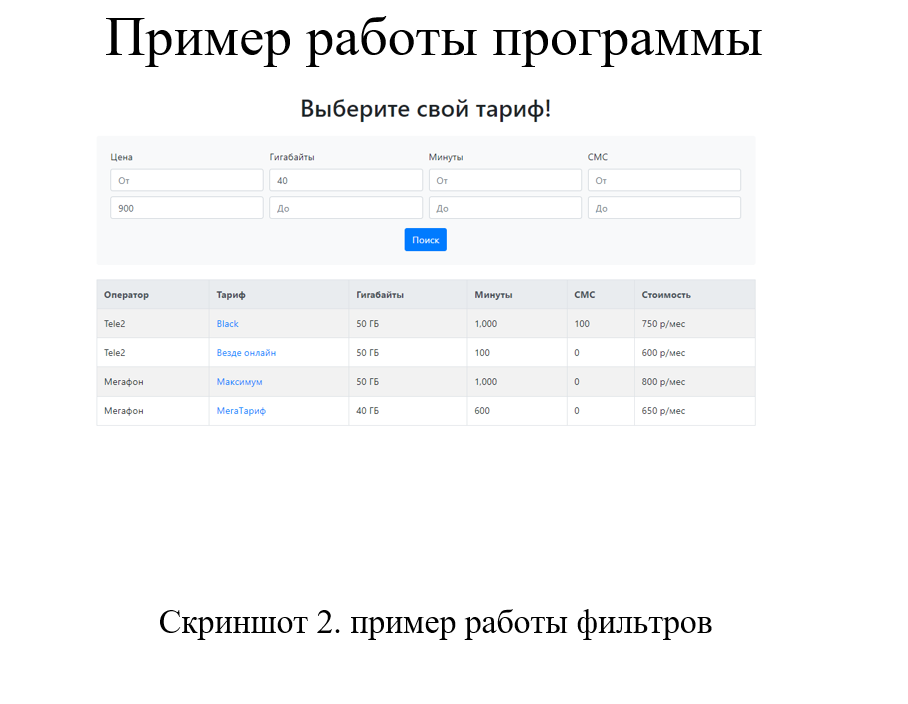 Пример работы программы
Выберите свой тариф!
Цена Гигабайты Минуты СМС
От 40 От От
900 До До До
Поиск
Оператор Тариф Гигабайты Минуты СМС Стоимость
Tele2 Black 50 ГБ 1,000 100 750 р/мес
Tele2 Везде онлайн 50 ГБ 100 0 600 р/мес
Мегафон Максимум 50 ГБ 1,000 0 800 р/мес
Мегафон МегаТариф 40 ГБ 600 0 650 р/мес
Скриншот 2. пример работы фильтров